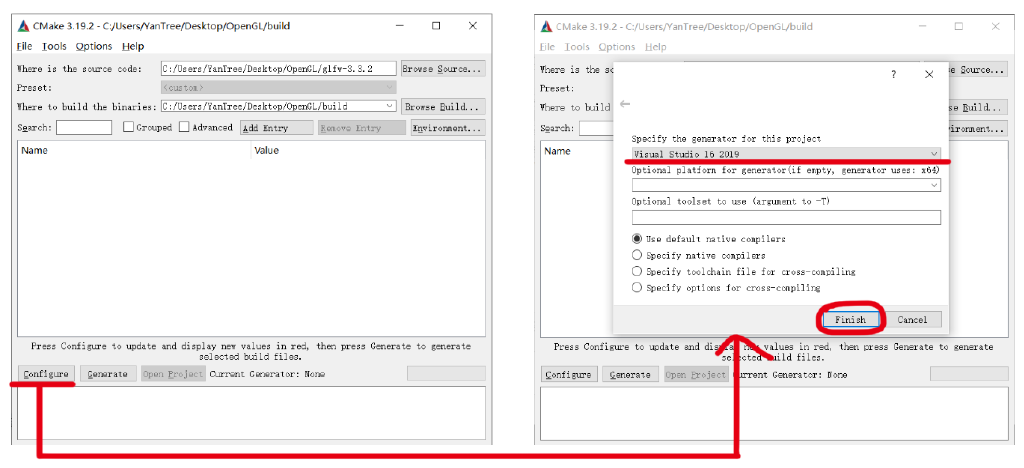 CMake 3.19.2 - C:/Users/YanTree/Desktop/OpenGL/build
File Tools Options Help
Where is the source code: C:/Users/YanTree/Desktop/OpenGL/glfw-3.3.2 Browse Source...
Preset: <custom>
Where to build the binaries: C:/Users/YanTree/Desktop/OpenGL/build Browse Build...
Search: Grouped Advanced Add Entry Remove Entry Environment...
Name Value
Press Configure to update and display new values in red, then press Generate to generate
selected build files.
Configure Generate Open Project Current Generator: None
CMake 3.19.2 - C:/Users/YanTree/Desktop/OpenGL/build
File Tools Options Help
Where is the so
e Source...
Preset:
Where to build
se Build...
Search:
vironment...
Name
?
Specify the generator for this project
Visual Studio 16 2019
Optional platform for generator(if empty, generator uses: x64)
Optional toolset to use (argument to -T)
Use default native compilers
Specify native compilers
Specify toolchain file for cross-compiling
Specify options for cross-compiling
Finish Cancel
Press Configure to update and display new values in red, then press Generate to generate
selected build files.
Configure Generate Open Project Current Generator: None